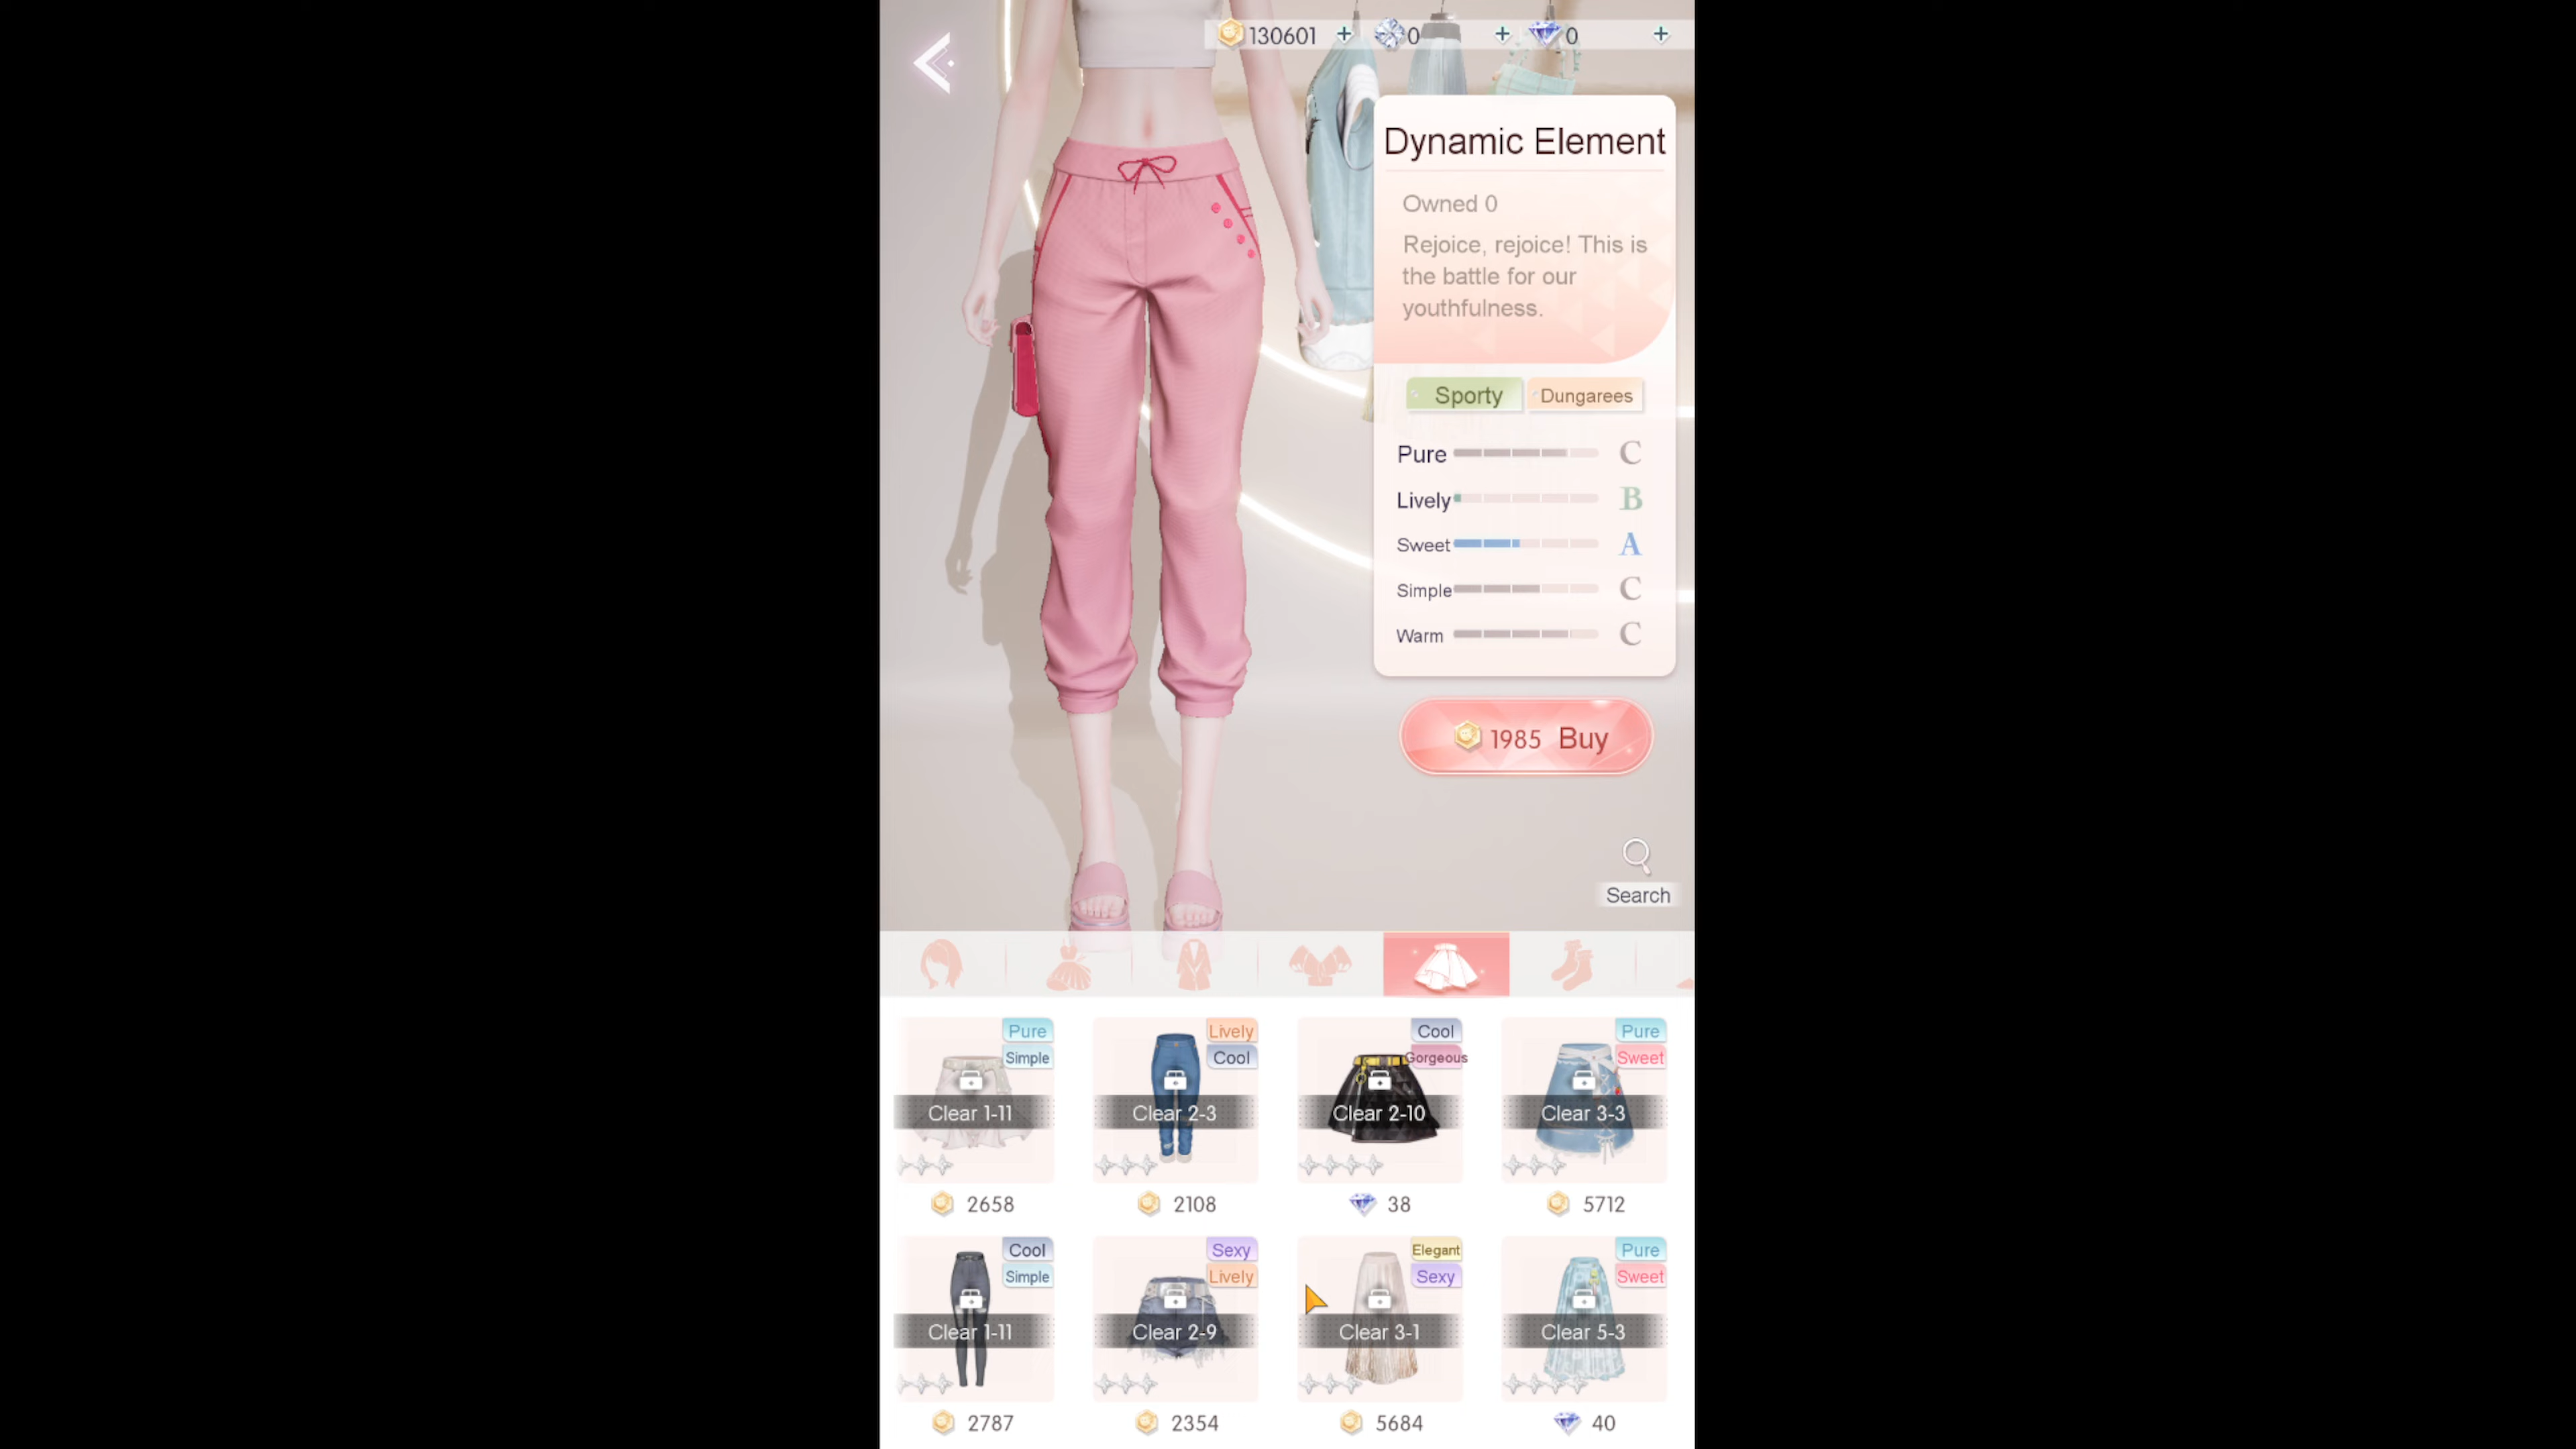 130601
0
0
Dynamic Element
Owned 0
Rejoice, rejoice! This is
the battle for our
youthfulness.
Sporty
Dungarees
Pure C
Lively B
Sweet A
Simple C
Warm C
1985 Buy
Search
Pure
Simple
Clear 1-11
2658
Lively
Cool
Clear 2-3
2108
Cool
Gorgeous
Clear 2-10
38
Pure
Sweet
Clear 3-3
5712
Cool
Simple
Clear 1-11
2787
Sexy
Lively
Clear 2-9
2354
Elegant
Sexy
Clear 3-1
5684
Pure
Sweet
Clear 5-3
40